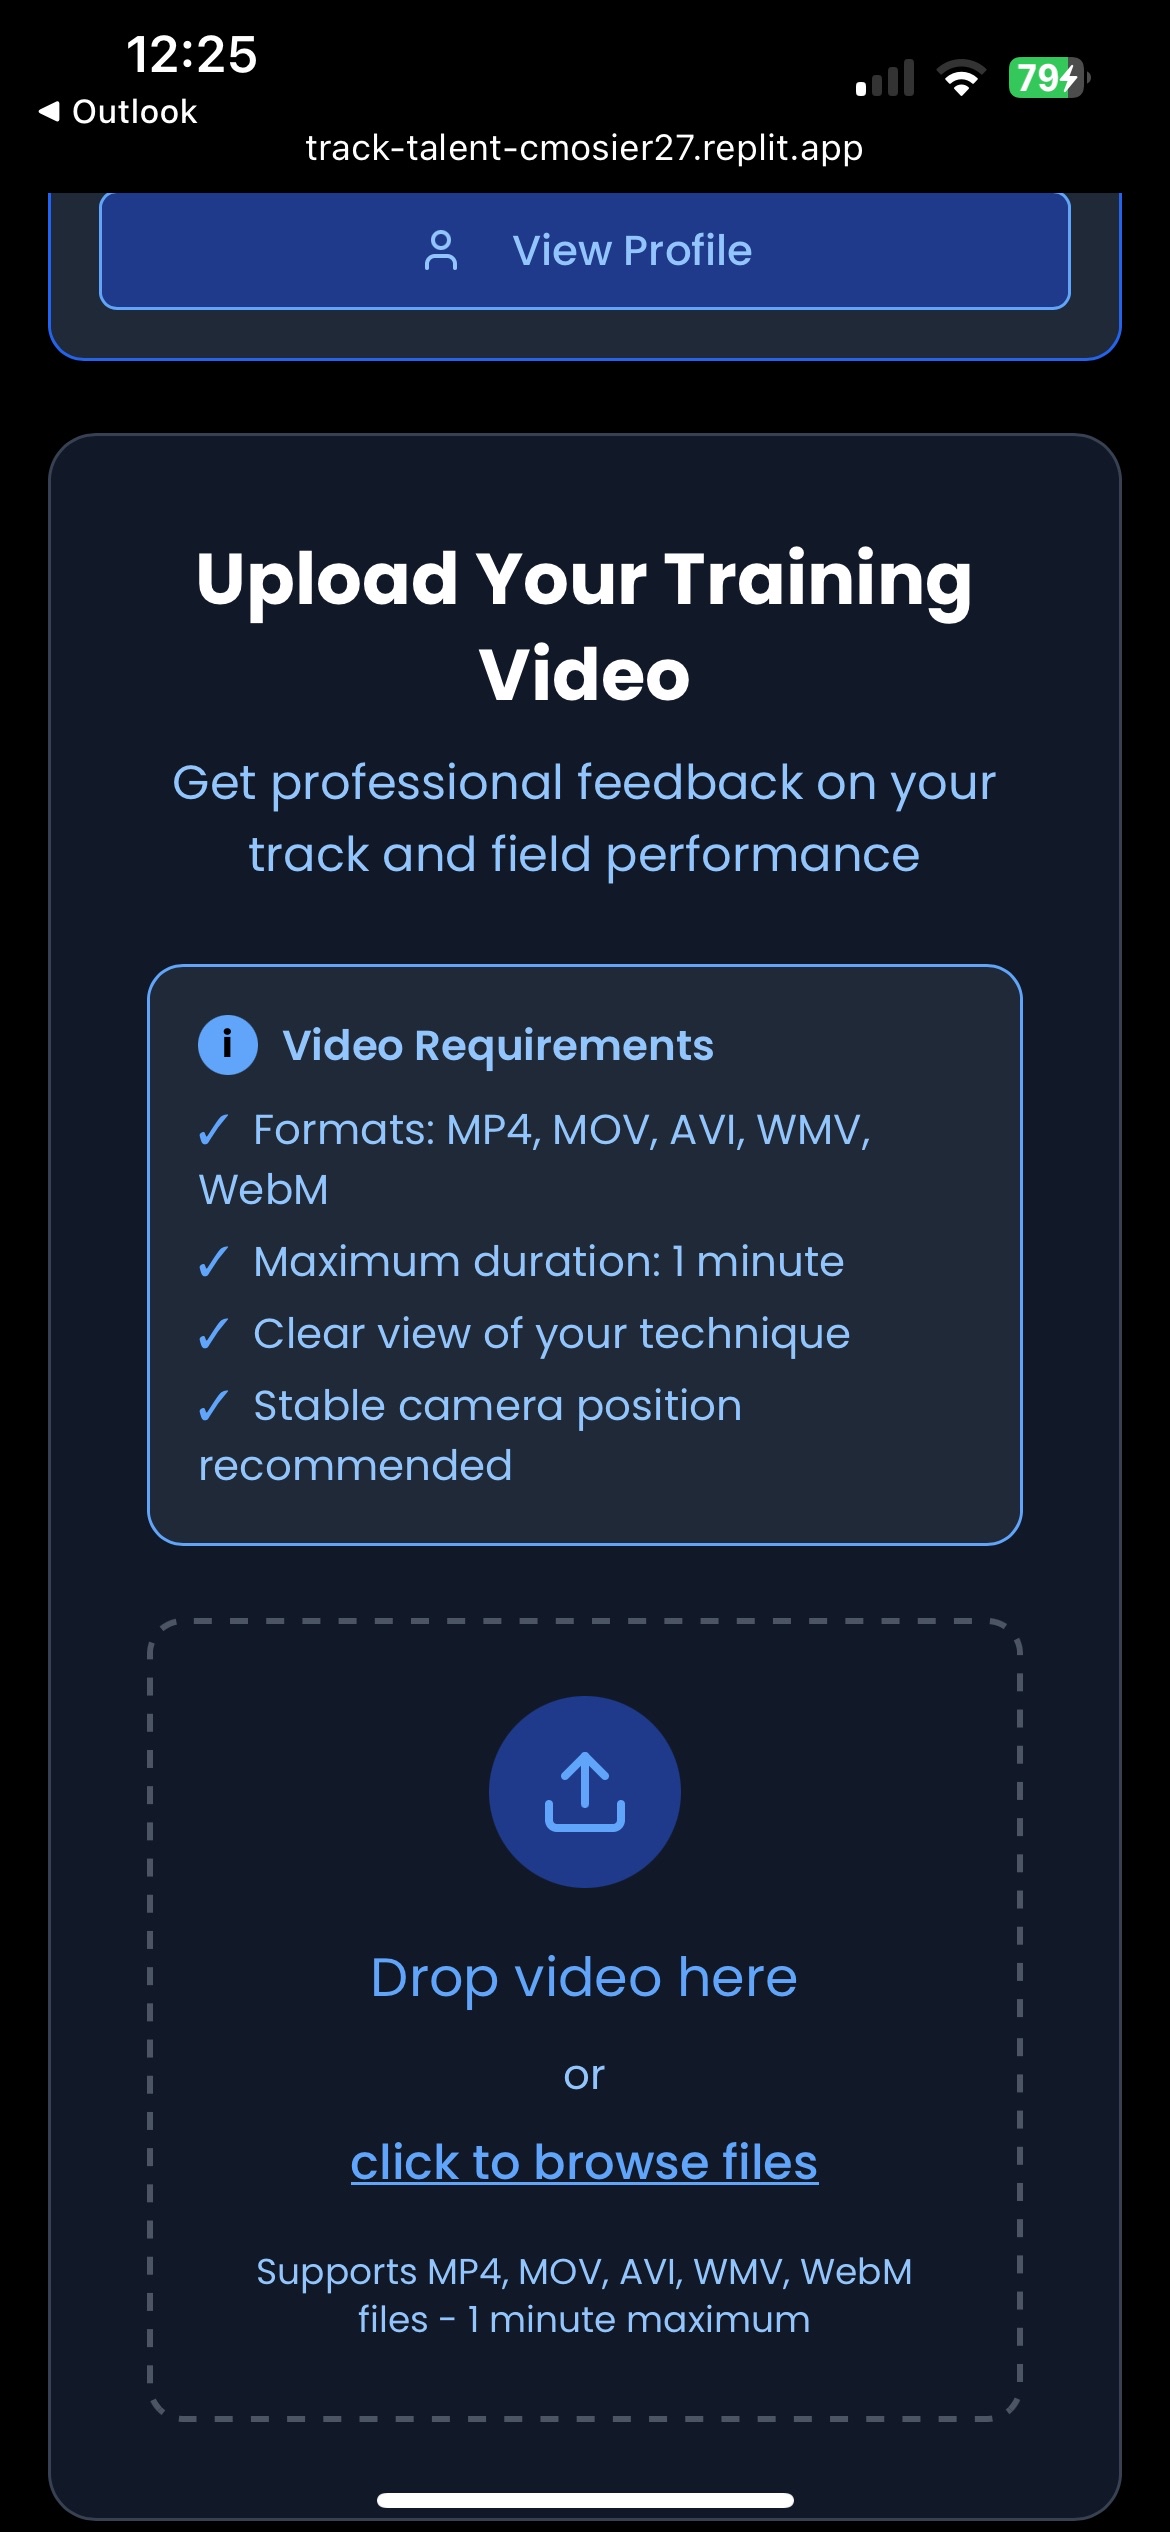 12:25
79
Outlook
track-talent-cmosier27.replit.app
View Profile
Upload Your Training
Video
Get professional feedback on your
track and field performance
i Video Requirements
✓ Formats: MP4, MOV, AVI, WMV,
WebM
✓ Maximum duration: 1 minute
✓ Clear view of your technique
✓ Stable camera position
recommended
Drop video here
or
click to browse files
Supports MP4, MOV, AVI, WMV, WebM
files - 1 minute maximum